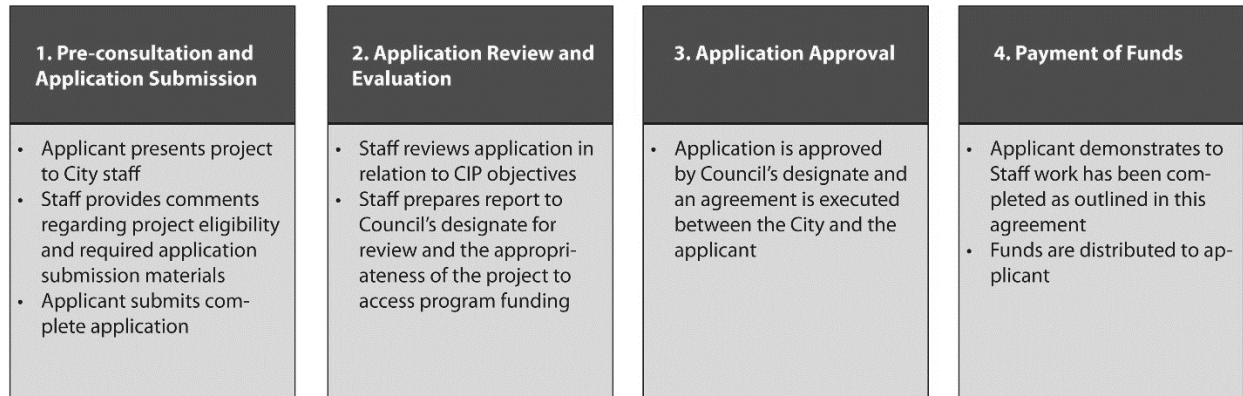 1. Pre-consultation and
Application Submission
• Applicant presents project
to City staff
• Staff provides comments
regarding project eligibility
and required application
submission materials
• Applicant submits com-
plete application
2. Application Review and
Evaluation
• Staff reviews application in
relation to CIP objectives
• Staff prepares report to
Council’s designate for
review and the appropri-
ateness of the project to
access program funding
3. Application Approval
• Application is approved
by Council’s designate and
an agreement is executed
between the City and the
applicant
4. Payment of Funds
• Applicant demonstrates to
Staff work has been com-
pleted as outlined in this
agreement
• Funds are distributed to ap-
plicant